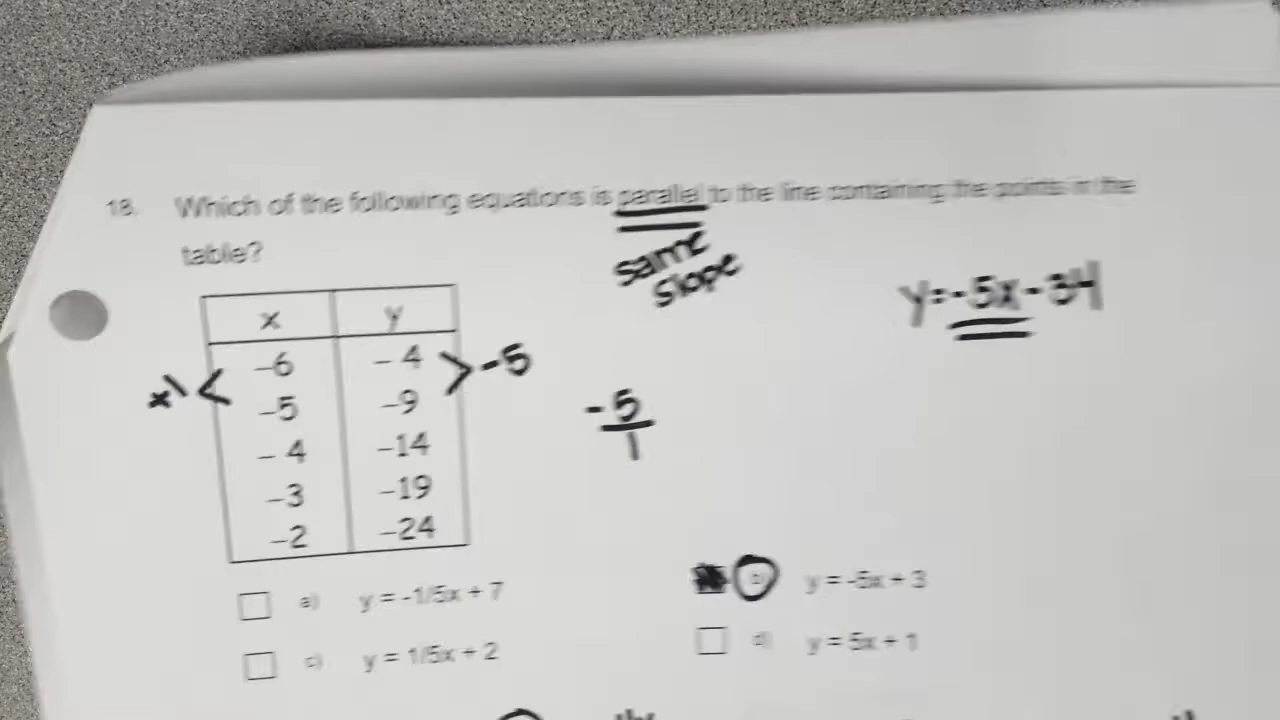 18. Which of the following equations is parallel to the line containing the points in the
table?
same
slope
y=-5x-34
x y
-6 -4
-5 -9
-4 -14
-3 -19
-2 -24
<
> -5
-5
1
a) y = -1/5x + 7
b) y = -5x + 3
c) y = 1/5x + 2
d) y = 5x + 1